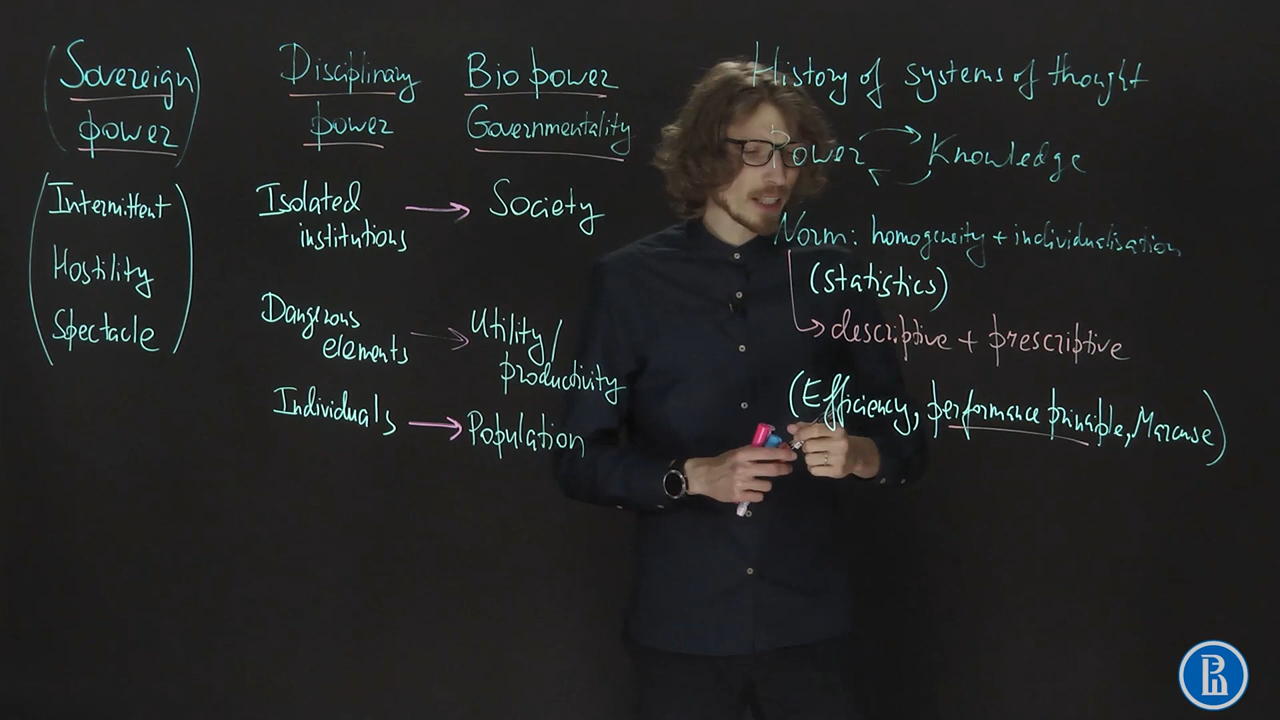 Sovereign
power
Intermittent
Hostility
Spectacle
Disciplinary
power
Isolated
institutions
Dangerous
elements
Individuals
Bio power
Governmentality
Society
Utility/
productivity
Population
History of systems of thought
Power Knowledge
Norm: homogeneity + individualisation
(statistics)
descriptive + prescriptive
(Efficiency, performance principle, Marcuse)